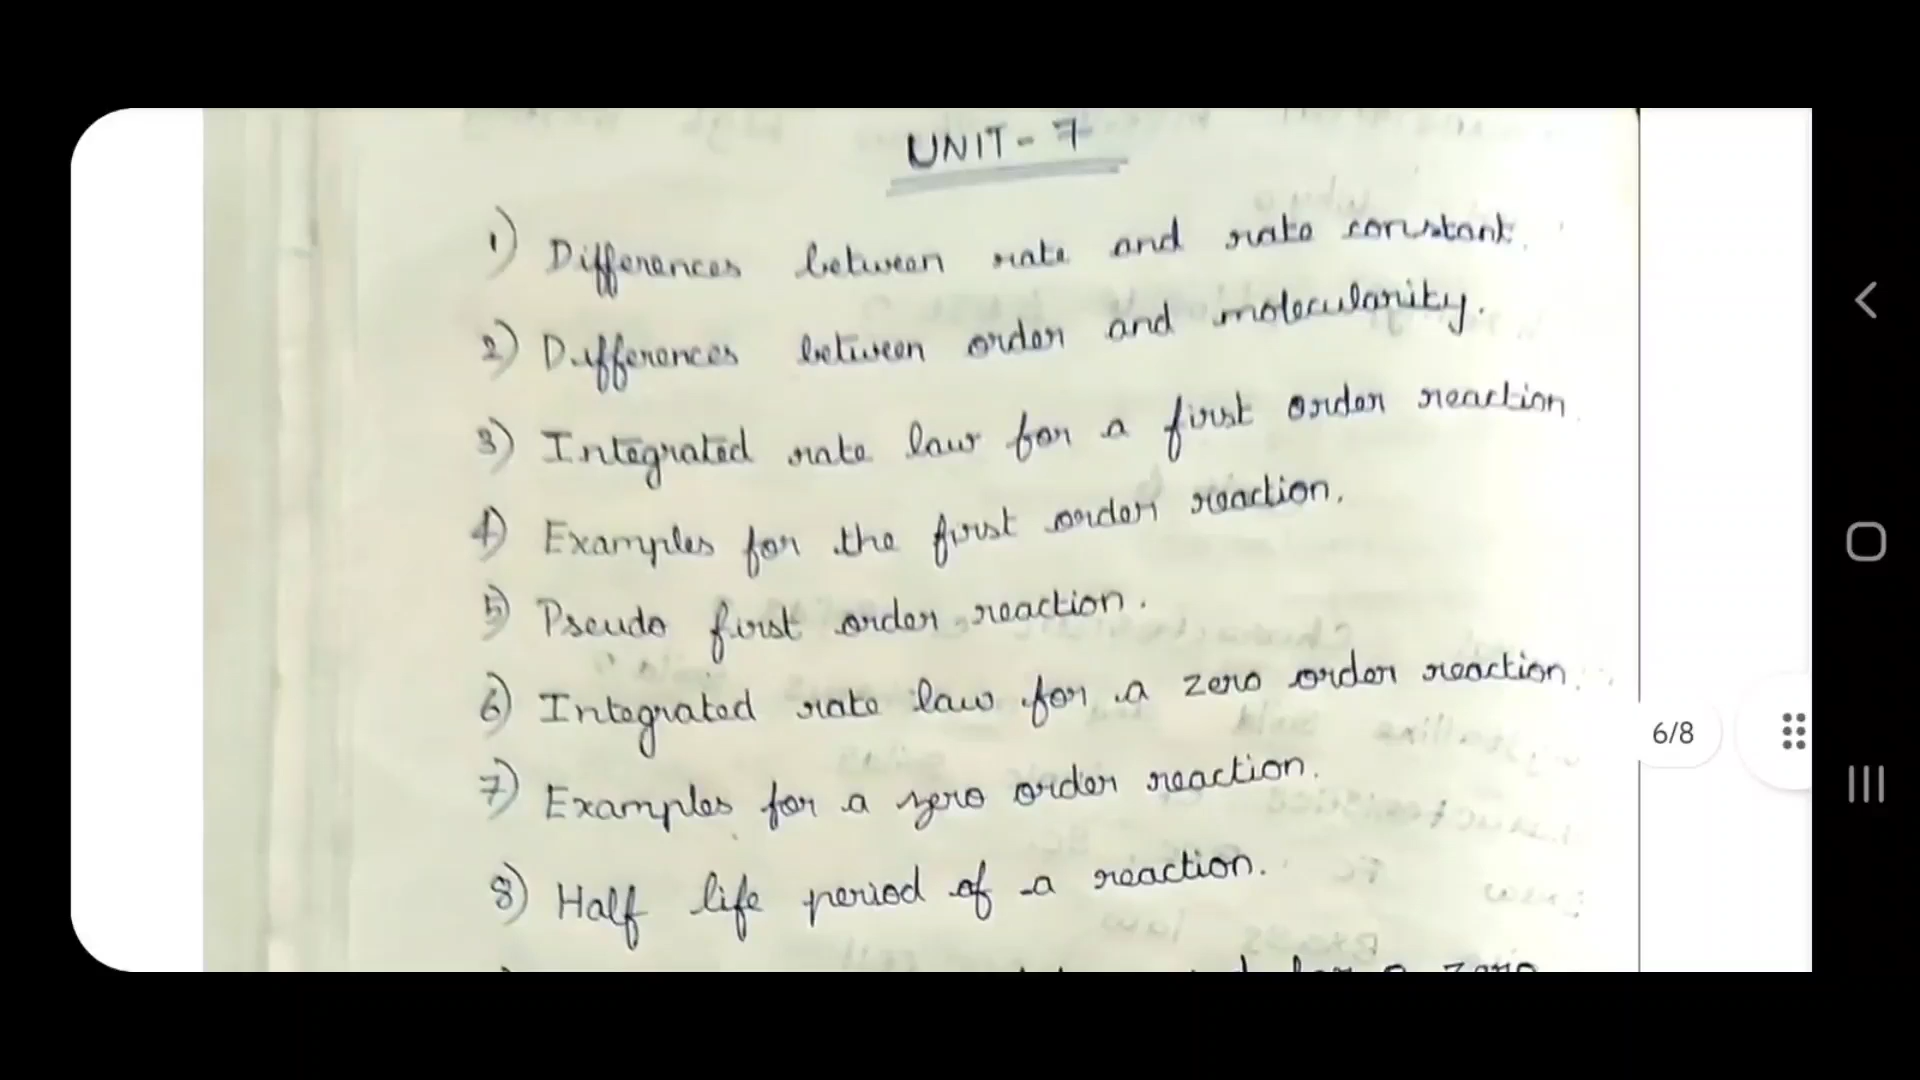 UNIT - 7
1) Differences between rate and rate constant.
2) Differences between order and molecularity.
3) Integrated rate law for a first order reaction
4) Examples for the first order reaction.
5) Pseudo first order reaction.
6) Integrated rate law for a zero order reaction.
7) Examples for a zero order reaction.
8) Half life period of a reaction.
for a zero
6/8